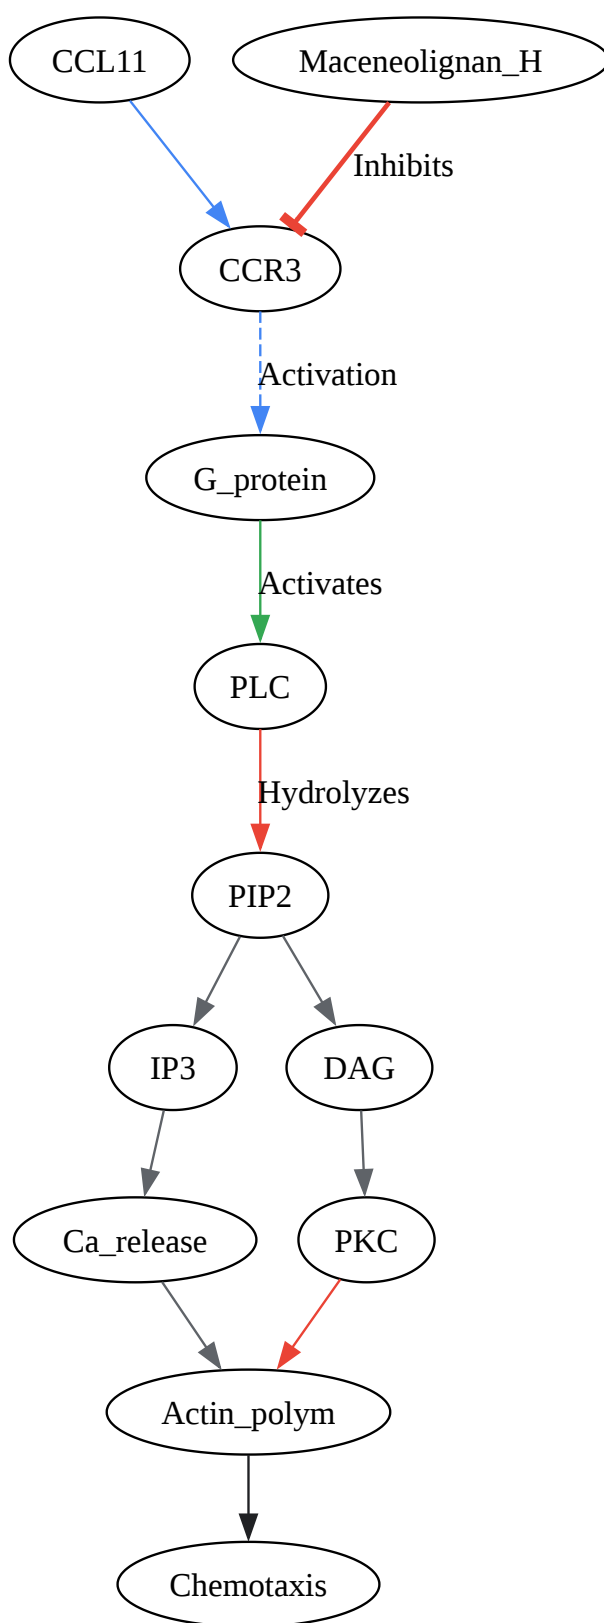 CCL11
Maceneolignan_H
Inhibits
CCR3
Activation
G_protein
Activates
PLC
Hydrolyzes
PIP2
IP3
DAG
Ca_release
PKC
Actin_polym
Chemotaxis